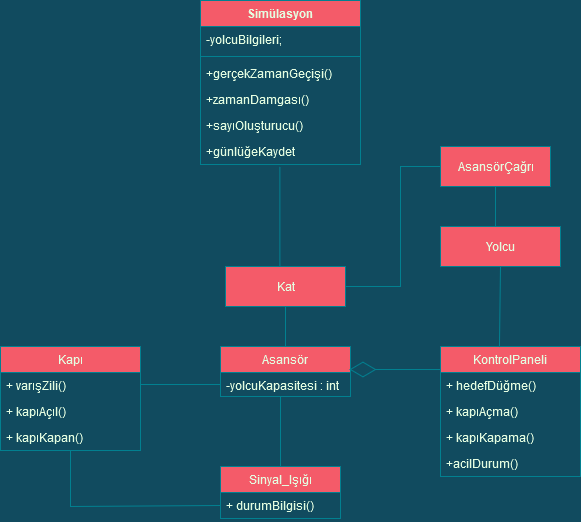 Simülasyon
-yolcuBilgileri;
+gerçekZamanGeçişi()
+zamanDamgası()
+sayıOluşturucu()
+günlüğeKaydet
AsansörÇağrı
Yolcu
Kat
Kapı
+ varışZili()
+ kapıAçıl()
+ kapıKapan()
Asansör
-yolcuKapasitesi : int
KontrolPaneli
+ hedefDüğme()
+ kapıAçma()
+ kapıKapama()
+acilDurum()
Sinyal_Işığı
+ durumBilgisi()